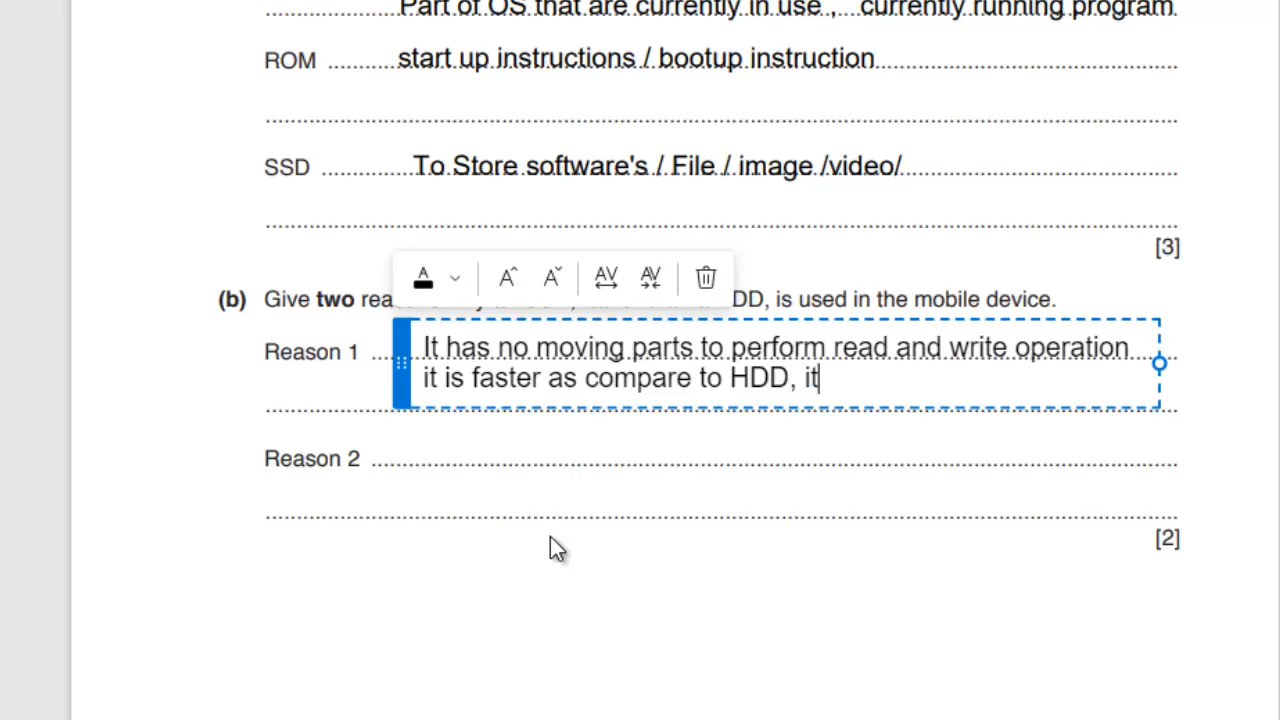 Part of OS that are currently in use , currently running program
ROM start up instructions / bootup instruction
SSD To Store software's / File / image /video/
[3]
(b) Give two rea DD, is used in the mobile device.
Reason 1 It has no moving parts to perform read and write operation
it is faster as compare to HDD, it
Reason 2
[2]